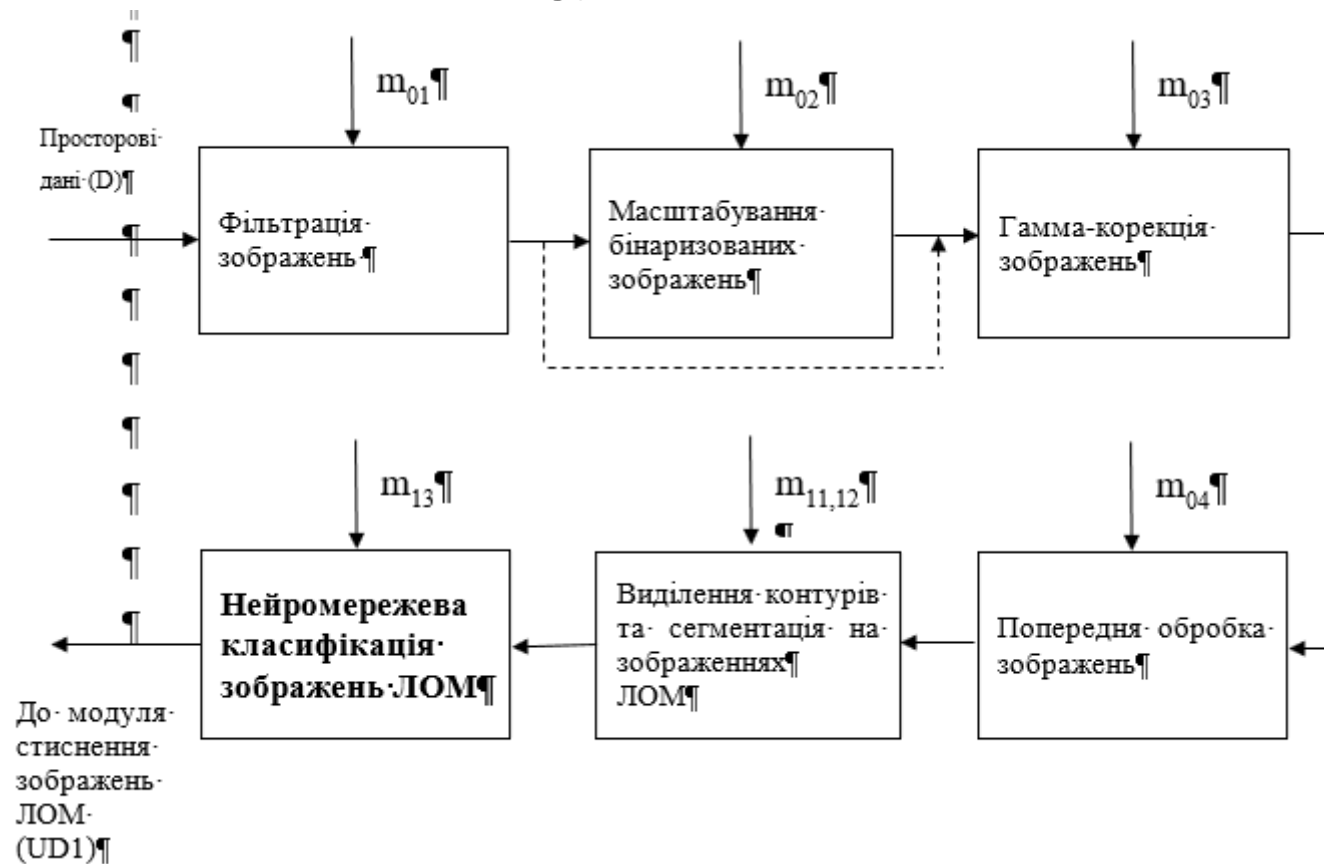 ¶
m₀₁¶
m₀₂¶
m₀₃¶
¶
Просторові·
дані·(D)¶
Фільтрація·
зображень·¶
Масштабування·
бінаризованих·
зображень¶
Гамма-корекція·
зображень¶
¶
¶
¶
¶
m₁₃¶
m₁₁,₁₂¶
m₀₄¶
¶
¶
¶
¶
Нейромережева
класифікація·
зображень·ЛОМ¶
Виділення·контурів·
та· сегментація· на·
зображеннях¶
ЛОМ¶
Попередня· обробка·
зображень¶
До· модуля·
стиснення·
зображень·
ЛОМ·
(UD1)¶